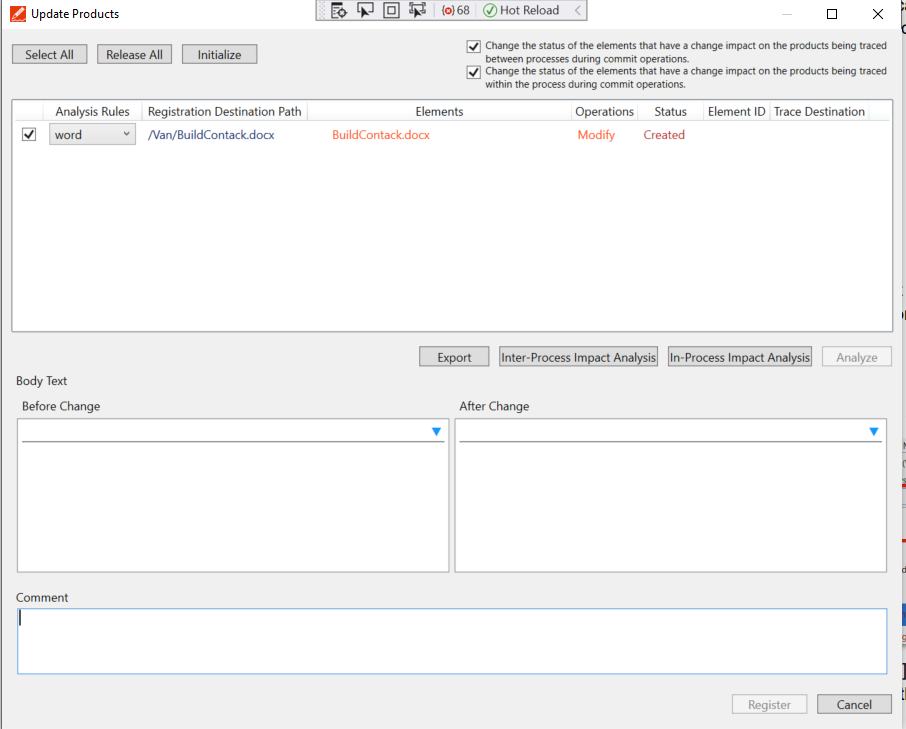 Update Products
68
Hot Reload
Select All
Release All
Initialize
Change the status of the elements that have a change impact on the products being traced
between processes during commit operations.
Change the status of the elements that have a change impact on the products being traced
within the process during commit operations.
Analysis Rules Registration Destination Path Elements Operations Status Element ID Trace Destination
word /Van/BuildContack.docx BuildContack.docx Modify Created
Export Inter-Process Impact Analysis In-Process Impact Analysis Analyze
Body Text
Before Change After Change
Comment
Register Cancel